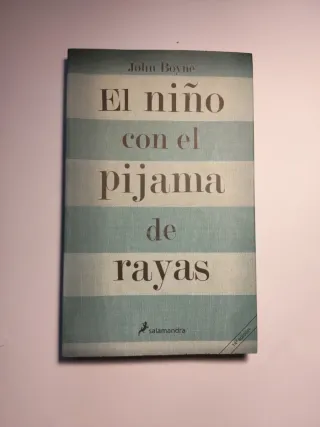 John Boyne
El niño
con el
pijama
de
rayas
salamandra